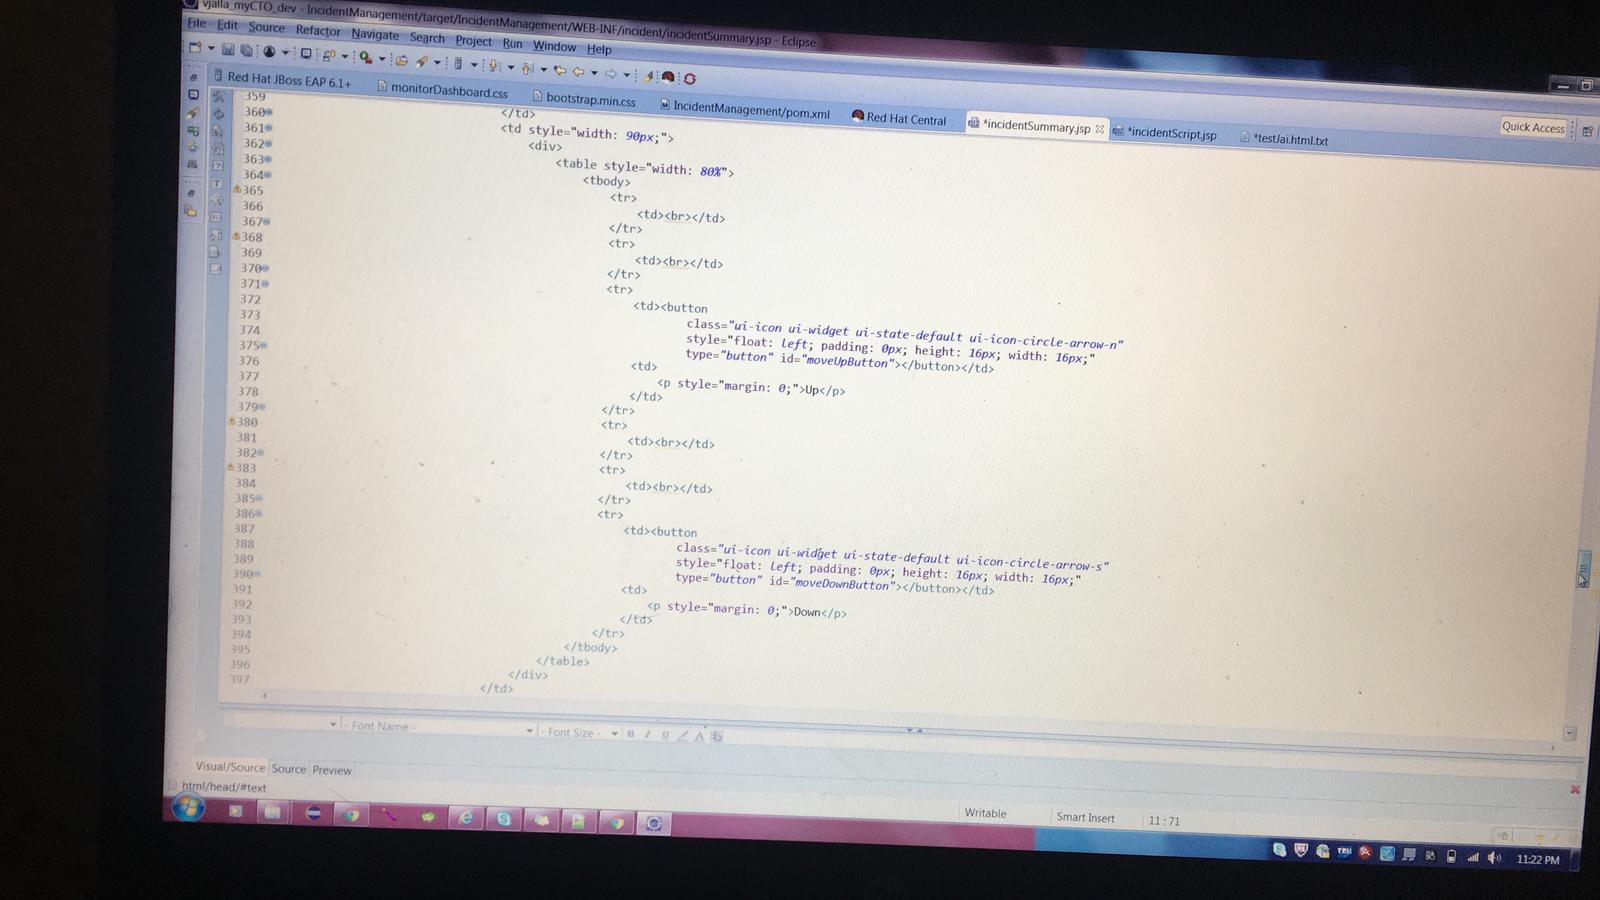 vjalla_myCTO_dev - IncidentManagement/target/IncidentManagement/WEB-INF/incident/incidentSummary.jsp - Eclipse
File Edit Source Refactor Navigate Search Project Run Window Help
Quick Access
Red Hat JBoss EAP 6.1+ monitorDashboard.css bootstrap.min.css IncidentManagement/pom.xml Red Hat Central *incidentSummary.jsp *incidentScript.jsp *testJai.html.txt
359
360 </td>
361 <td style="width: 90px;">
362 <div>
363 <table style="width: 80%">
364 <tbody>
365 <tr>
366 <td><br></td>
367 </tr>
368 <tr>
369 <td><br></td>
370 </tr>
371 <tr>
372 <td><button
373 class="ui-icon ui-widget ui-state-default ui-icon-circle-arrow-n"
374 style="float: left; padding: 0px; height: 16px; width: 16px;"
375 type="button" id="moveUpButton"></button></td>
376 <td>
377 <p style="margin: 0;">Up</p>
378 </td>
379 </tr>
380 <tr>
381 <td><br></td>
382 </tr>
383 <tr>
384 <td><br></td>
385 </tr>
386 <tr>
387 <td><button
388 class="ui-icon ui-widget ui-state-default ui-icon-circle-arrow-s"
389 style="float: left; padding: 0px; height: 16px; width: 16px;"
390 type="button" id="moveDownButton"></button></td>
391 <td>
392 <p style="margin: 0;">Down</p>
393 </td>
394 </tr>
395 </tbody>
396 </table>
397 </div>
</td>
- Font Name - - Font Size - B I U A
Visual/Source Source Preview
html/head/#text
Writable Smart Insert 11 : 71
11:22 PM